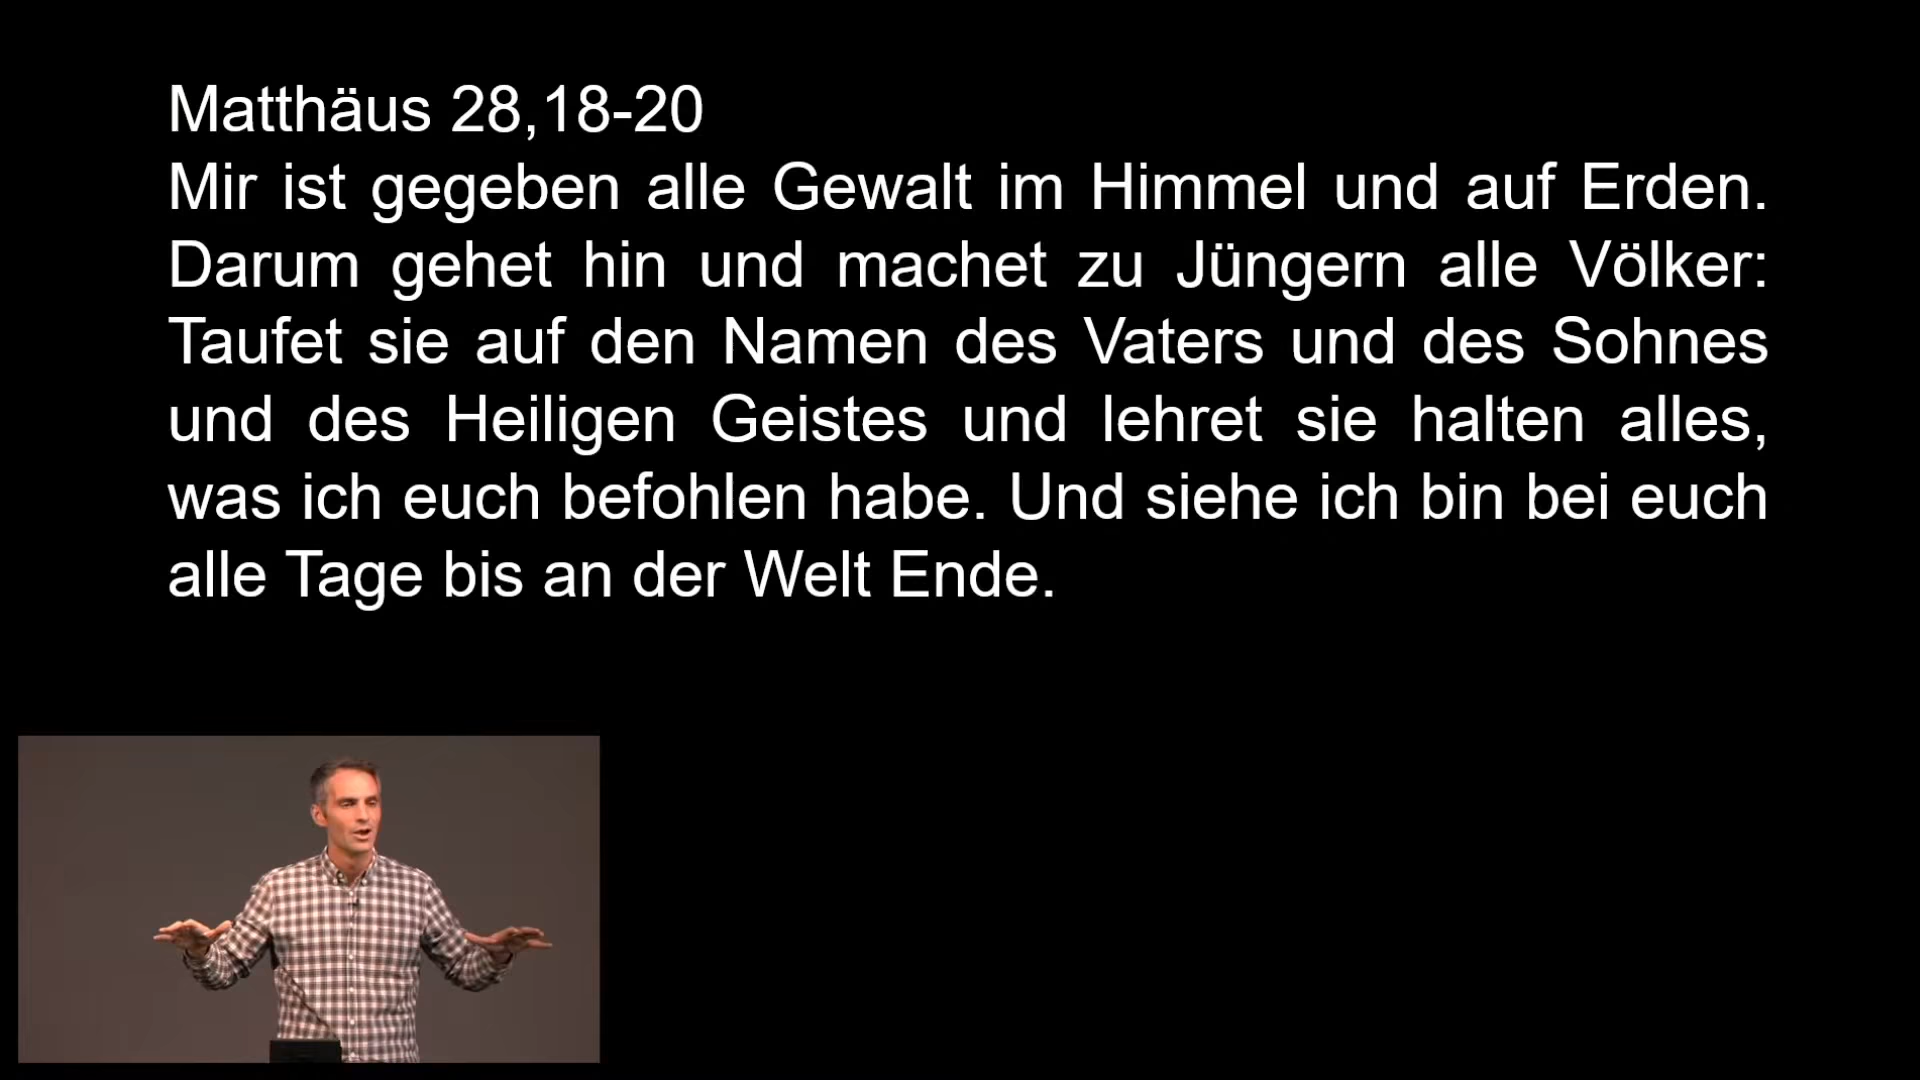 Matthäus 28,18-20
Mir ist gegeben alle Gewalt im Himmel und auf Erden.
Darum gehet hin und machet zu Jüngern alle Völker:
Taufet sie auf den Namen des Vaters und des Sohnes
und des Heiligen Geistes und lehret sie halten alles,
was ich euch befohlen habe. Und siehe ich bin bei euch
alle Tage bis an der Welt Ende.